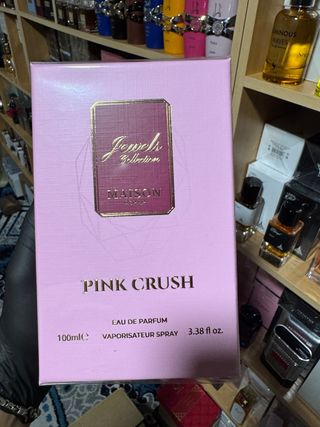 Jewels
Collection
MAISON
PINK CRUSH
EAU DE PARFUM
100ml℮ VAPORISATEUR SPRAY 3.38 fl oz.